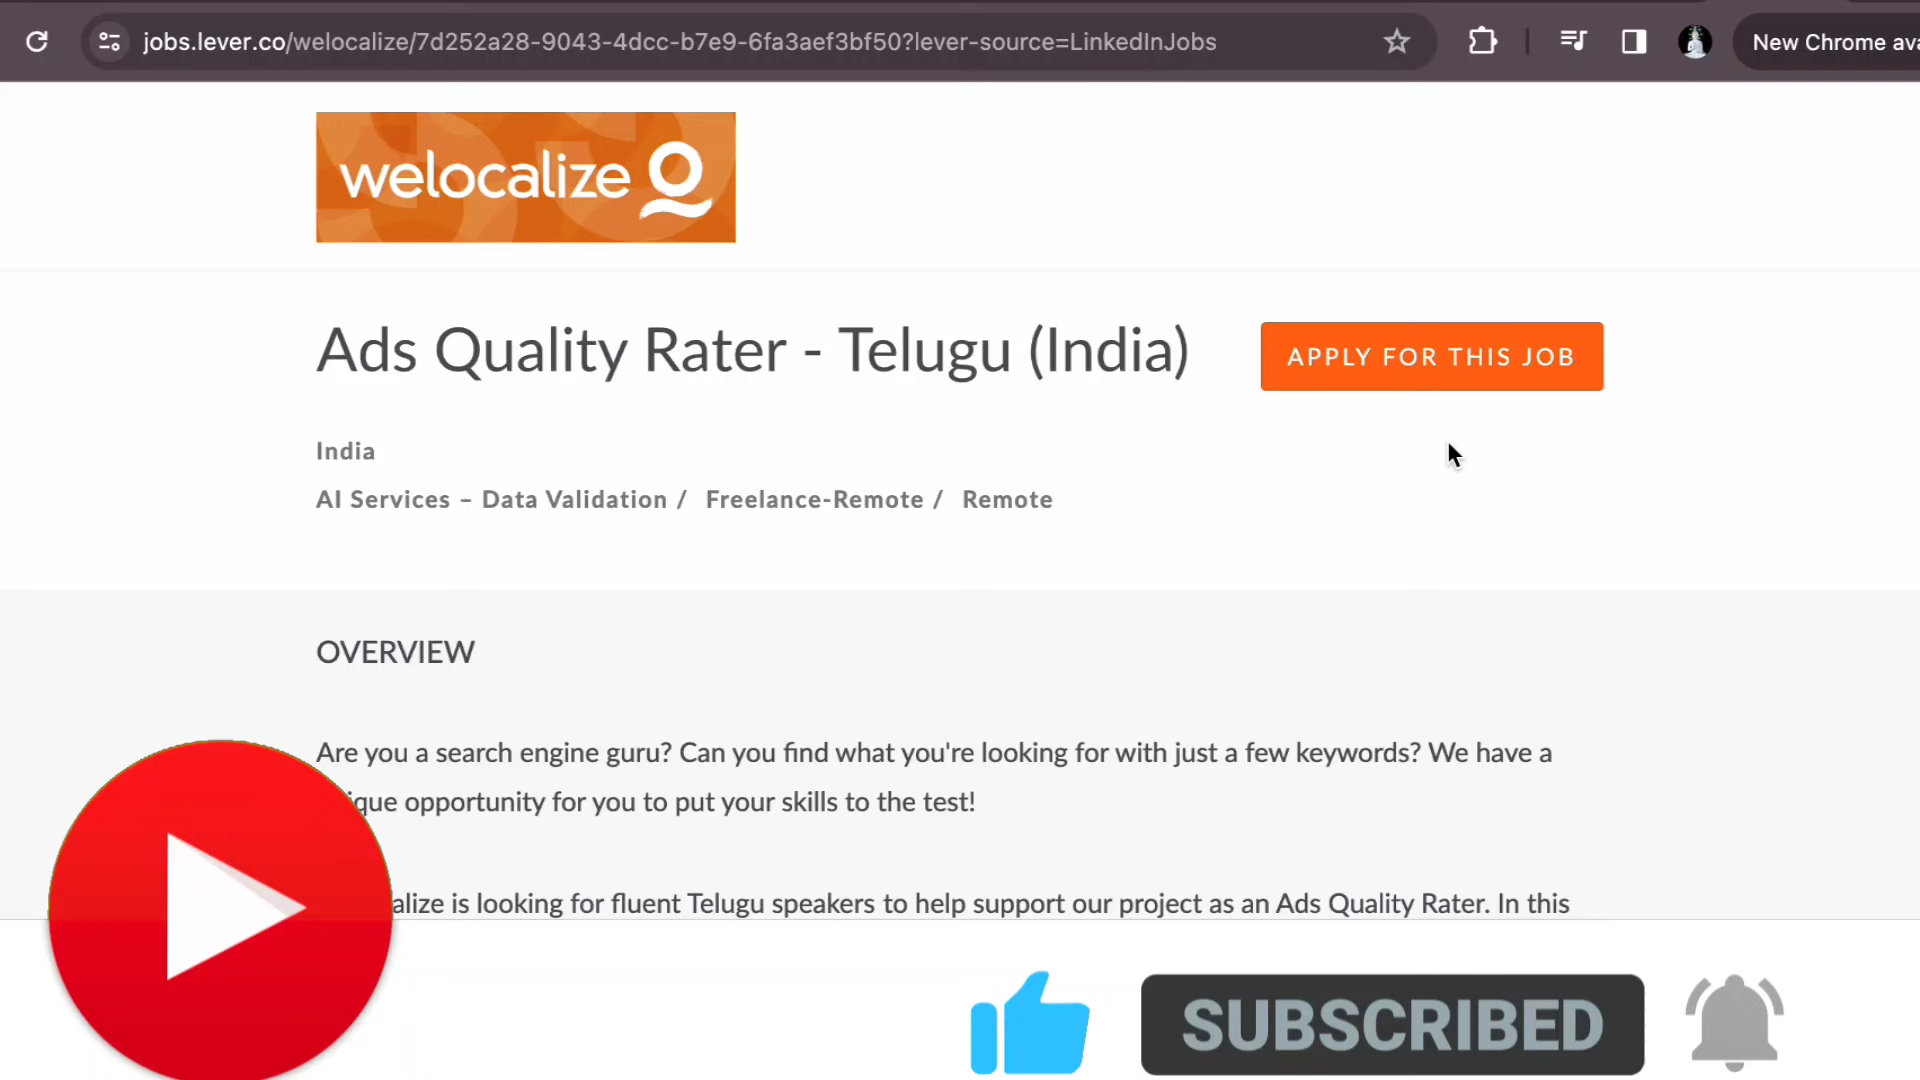 jobs.lever.co/welocalize/7d252a28-9043-4dcc-b7e9-6fa3aef3bf50?lever-source=LinkedInJobs
New Chrome
welocalize
Ads Quality Rater - Telugu (India)
APPLY FOR THIS JOB
India
AI Services – Data Validation / Freelance-Remote / Remote
OVERVIEW
Are you a search engine guru? Can you find what you're looking for with just a few keywords? We have a
opportunity for you to put your skills to the test!
is looking for fluent Telugu speakers to help support our project as an Ads Quality Rater. In this
SUBSCRIBED